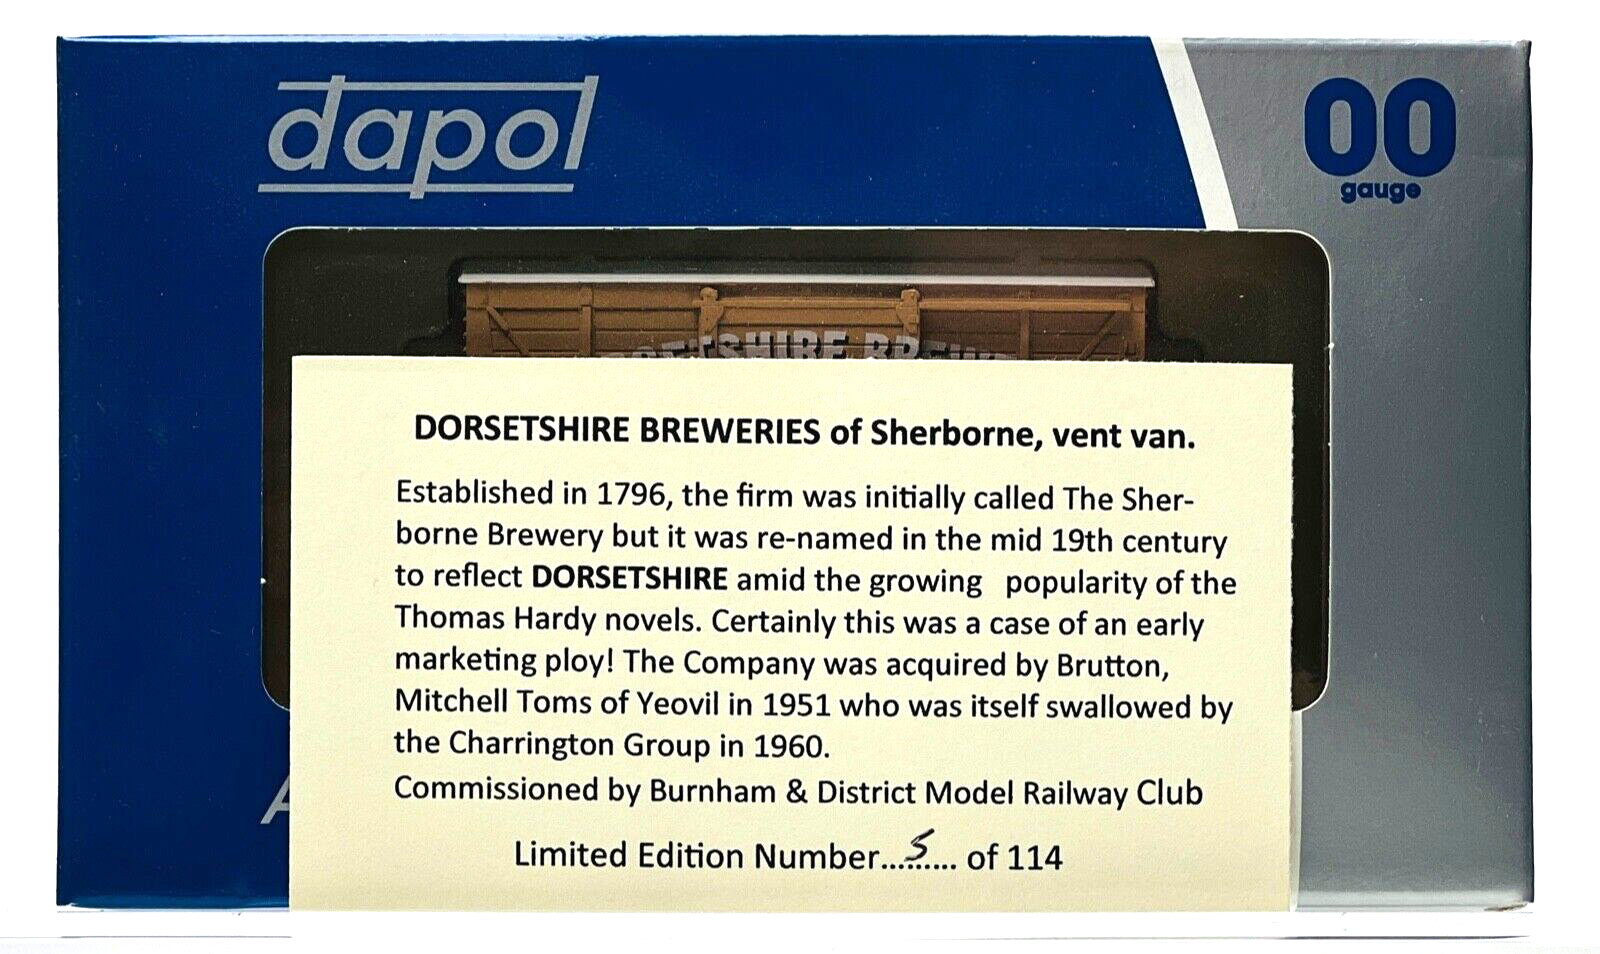 dapol
00
gauge
DORSETSHIRE BREWERIES of Sherborne, vent van.
Established in 1796, the firm was initially called The Sher-
borne Brewery but it was re-named in the mid 19th century
to reflect DORSETSHIRE amid the growing popularity of the
Thomas Hardy novels. Certainly this was a case of an early
marketing ploy! The Company was acquired by Brutton,
Mitchell Toms of Yeovil in 1951 who was itself swallowed by
the Charrington Group in 1960.
Commissioned by Burnham & District Model Railway Club
Limited Edition Number...5.... of 114